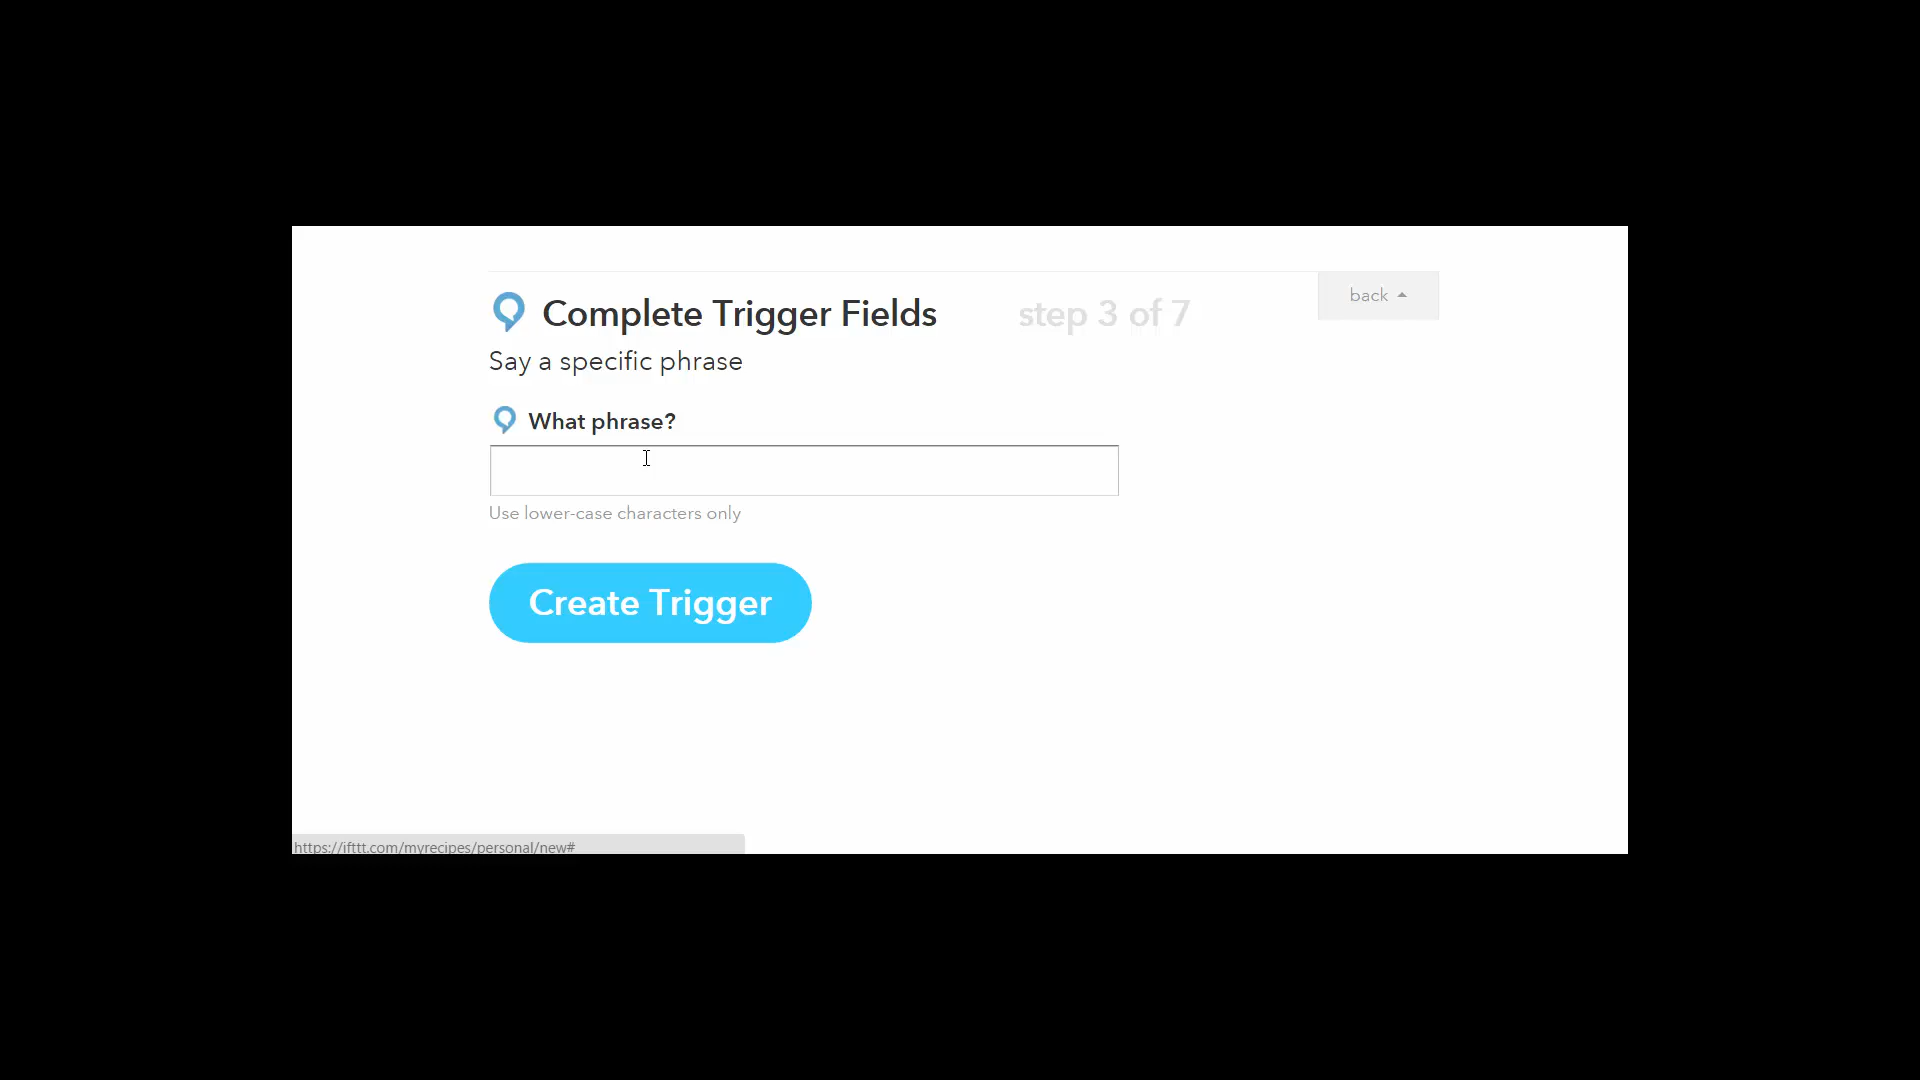 Complete Trigger Fields
step 3 of 7
back
Say a specific phrase
What phrase?
Use lower-case characters only
Create Trigger
https://ifttt.com/myrecipes/personal/new#